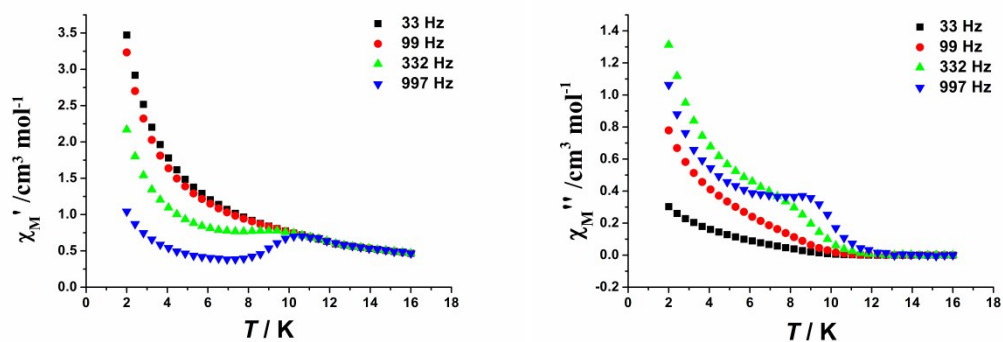 33 Hz
99 Hz
332 Hz
997 Hz
3.5
3.0
2.5
2.0
1.5
1.0
0.5
0.0
χM' /cm³ mol⁻¹
0 2 4 6 8 10 12 14 16 18
T / K
33 Hz
99 Hz
332 Hz
997 Hz
1.4
1.2
1.0
0.8
0.6
0.4
0.2
0.0
-0.2
χM'' /cm³ mol⁻¹
0 2 4 6 8 10 12 14 16 18
T / K